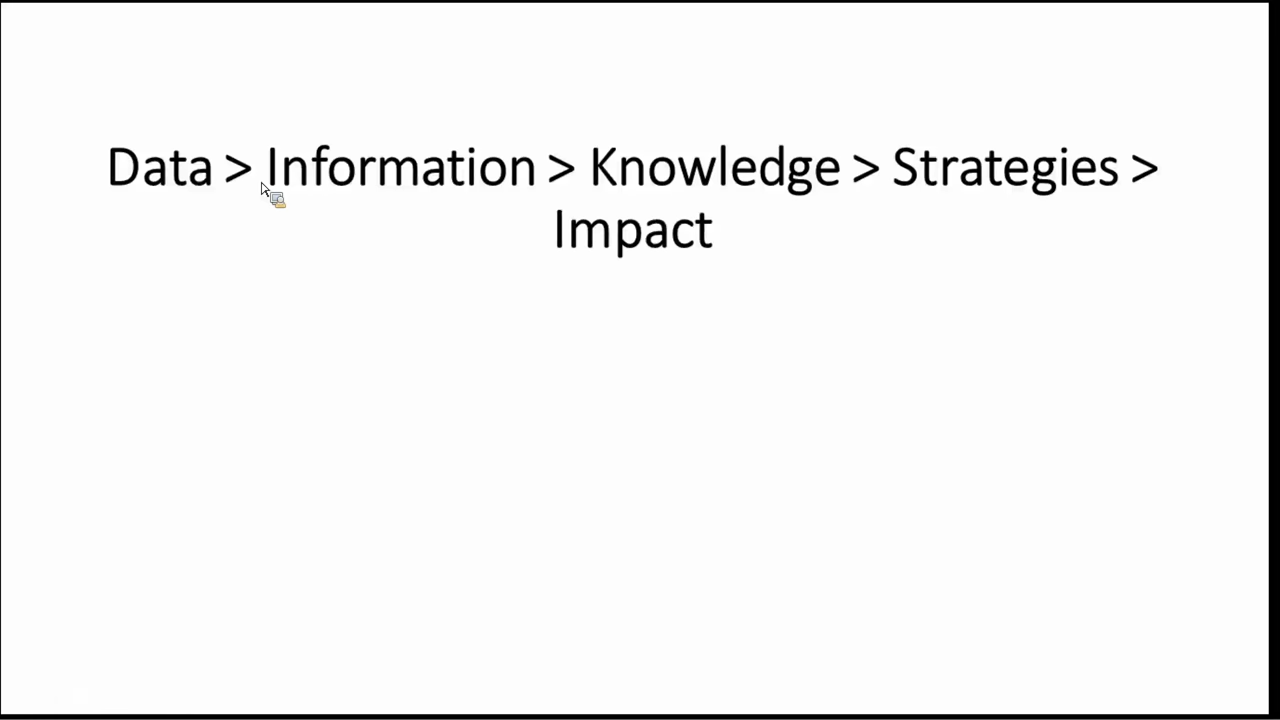 Data > Information > Knowledge > Strategies >
Impact